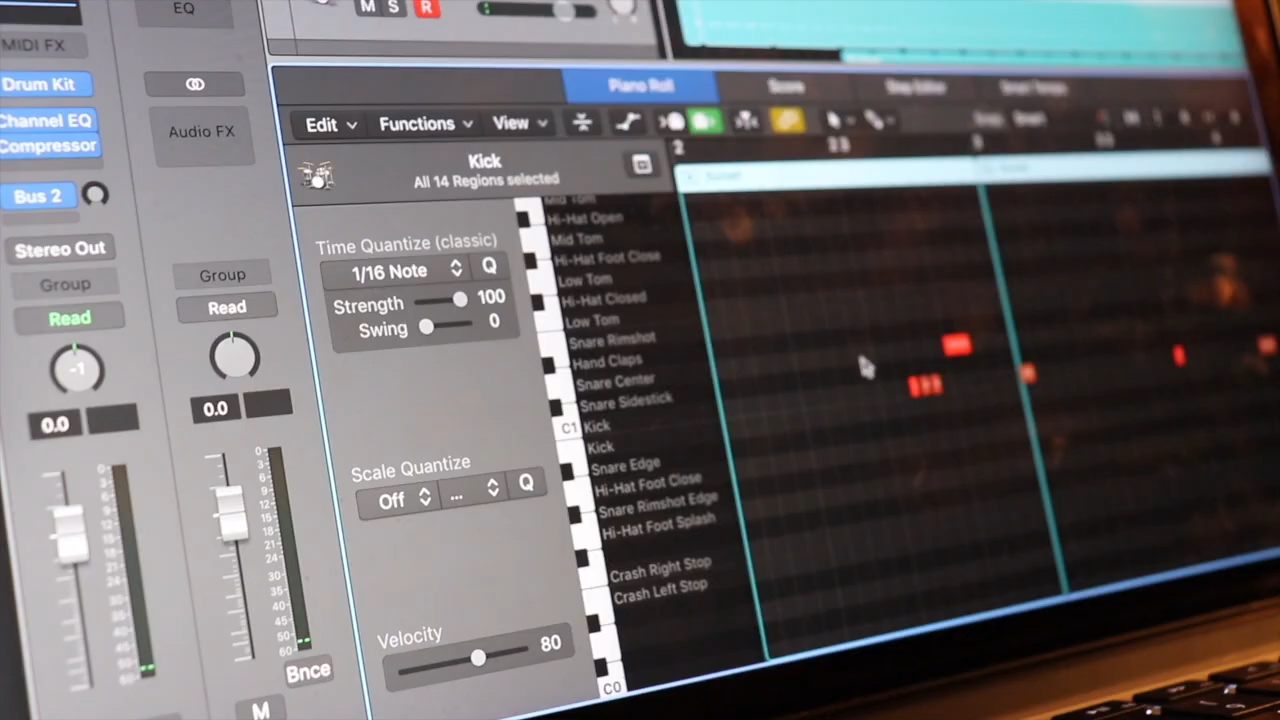 EQ
M S R
MIDI FX
Drum Kit
Channel EQ
Compressor
Audio FX
Bus 2
Stereo Out
Group
Group
Read
Read
-1
0.0
0.0
Bnce
M
Piano Roll
Score
Step Editor
Smart Tempo
Edit
Functions
View
2
3
Kick
All 14 Regions selected
Time Quantize (classic)
1/16 Note
Q
Strength
100
Swing
0
Scale Quantize
Off
...
Q
Velocity
80
Mid Tom
Hi-Hat Open
Mid Tom
Hi-Hat Foot Close
Low Tom
Hi-Hat Closed
Low Tom
Snare Rimshot
Hand Claps
Snare Center
Snare Sidestick
C1
Kick
Kick
Snare Edge
Hi-Hat Foot Close
Snare Rimshot Edge
Hi-Hat Foot Splash
Crash Right Stop
Crash Left Stop
C0